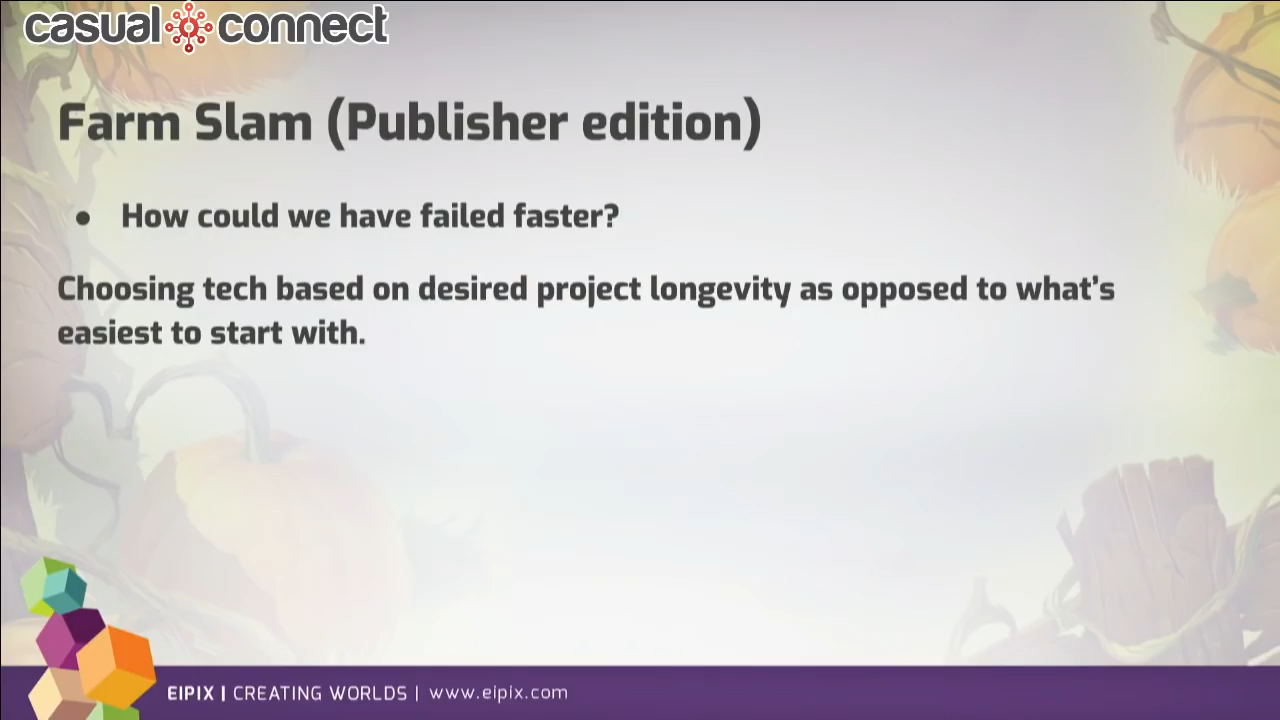 casual connect
Farm Slam (Publisher edition)
● How could we have failed faster?
Choosing tech based on desired project longevity as opposed to what's
easiest to start with.
EIPIX | CREATING WORLDS | www.eipix.com